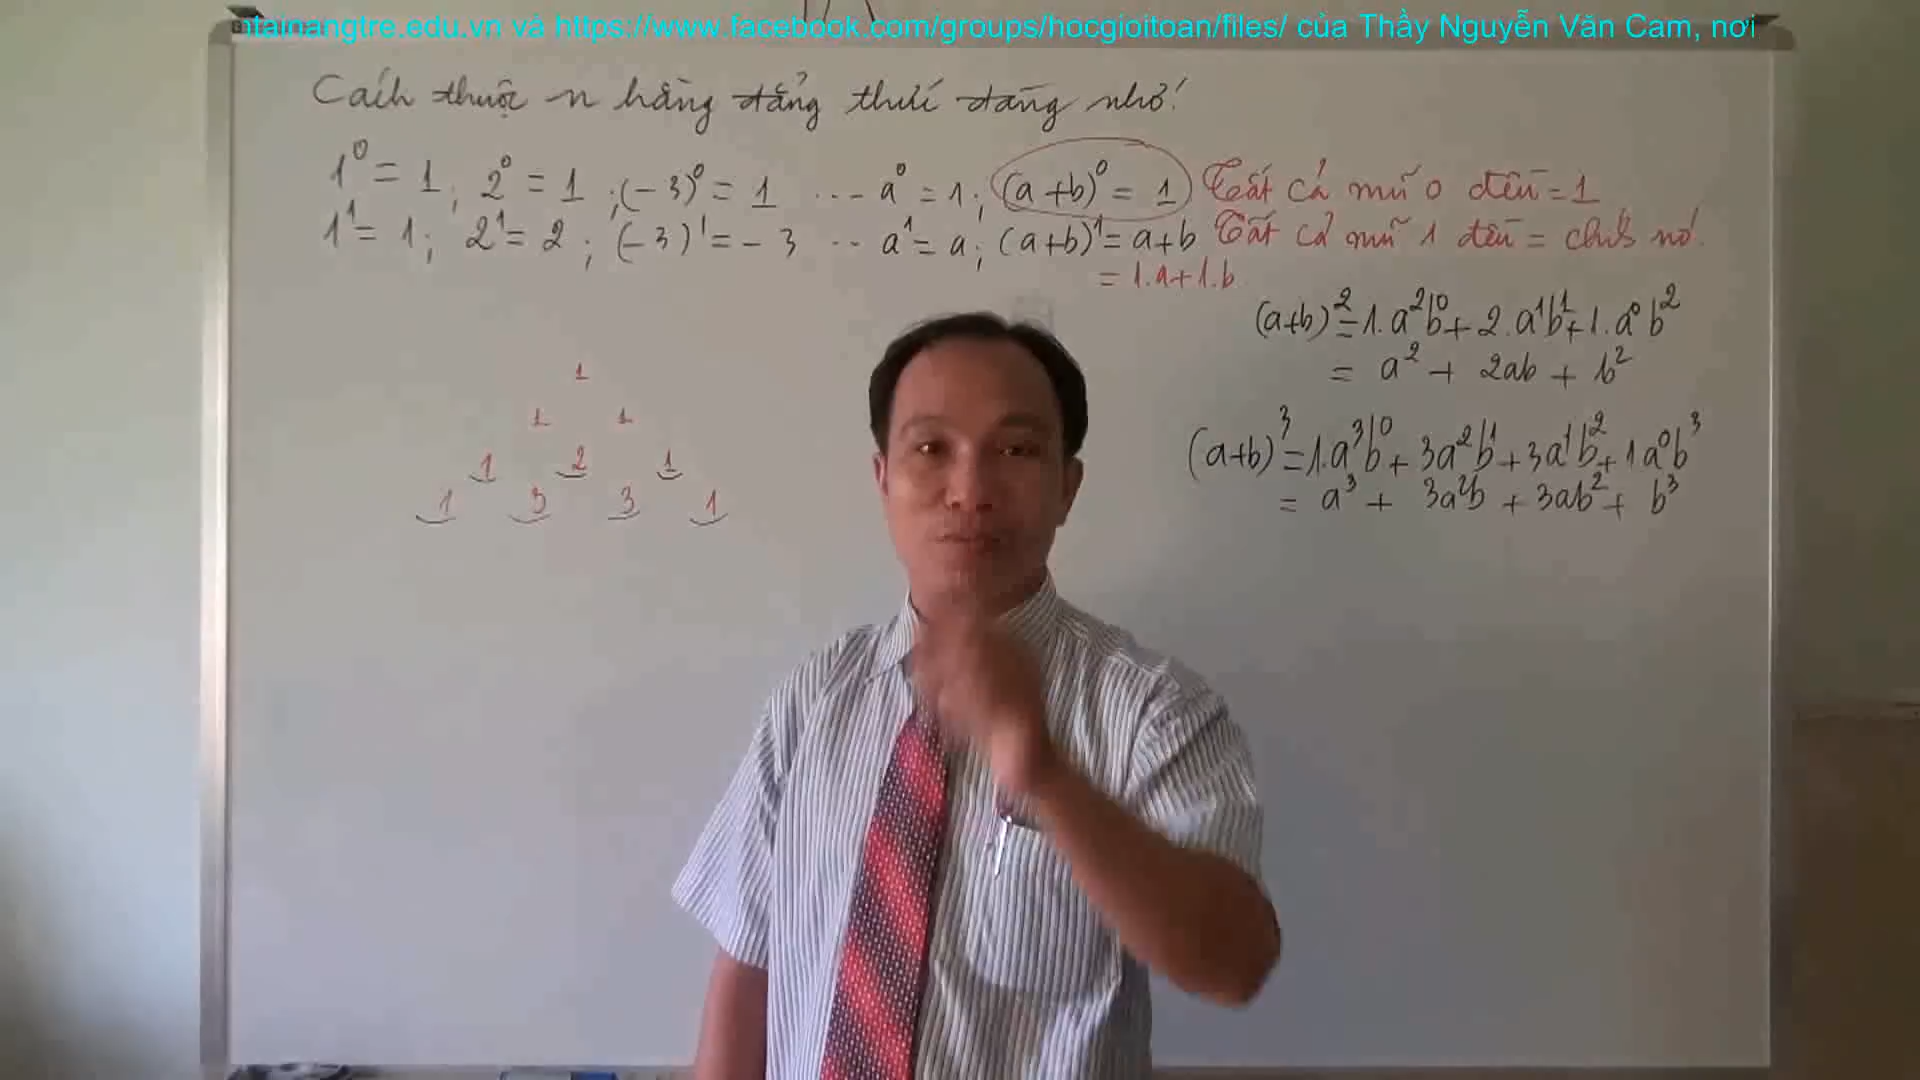 ntainangtre.edu.vn và https://www.facebook.com/groups/hocgioitoan/files/ của Thầy Nguyễn Văn Cam, nơi
Cách thuộc n hằng đẳng thức đáng nhớ!
1⁰ = 1; 2⁰ = 1; (-3)⁰ = 1 ... a⁰ = 1; (a+b)⁰ = 1 Tất cả mũ 0 đều = 1
1¹ = 1; 2¹ = 2; (-3)¹ = -3 ... a¹ = a; (a+b)¹ = a+b Tất cả mũ 1 đều = chính nó.
= 1.a+1.b
(a+b)² = 1.a²b⁰ + 2.a¹b¹ + 1.a⁰b²
= a² + 2ab + b²
1
1 1
1 2 1
1 3 3 1
(a+b)³ = 1.a³b⁰ + 3a²b¹ + 3a¹b² + 1a⁰b³
= a³ + 3a²b + 3ab² + b³